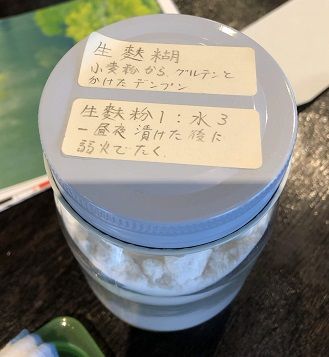 生麩糊
小麦粉から、グルテンと
かけたデンプン
生麩粉1:水3
一昼夜漬けた後に
弱火でたく。